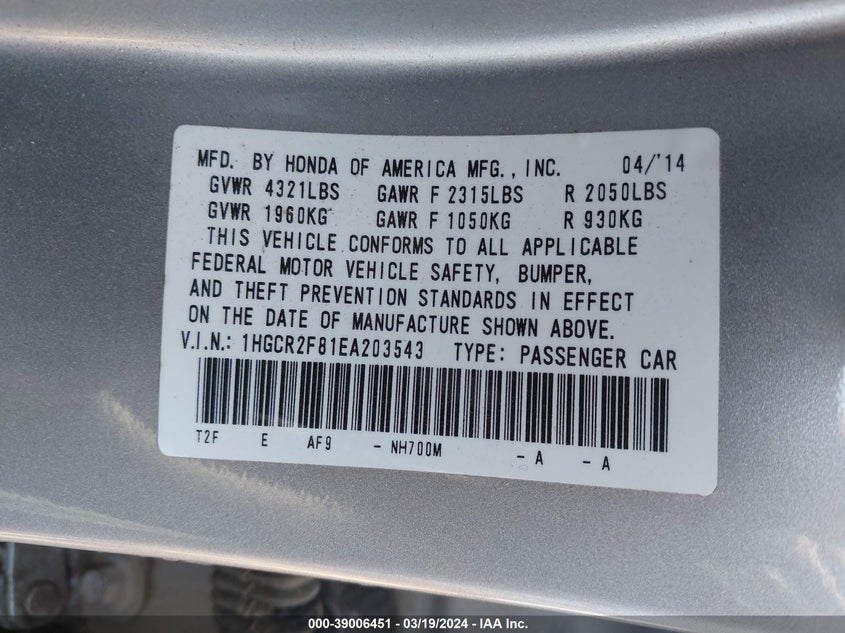 MFD. BY HONDA OF AMERICA MFG., INC. 04/'14
GVWR 4321LBS GAWR F 2315LBS R 2050LBS
GVWR 1960KG GAWR F 1050KG R 930KG
THIS VEHICLE CONFORMS TO ALL APPLICABLE
FEDERAL MOTOR VEHICLE SAFETY, BUMPER,
AND THEFT PREVENTION STANDARDS IN EFFECT
ON THE DATE OF MANUFACTURE SHOWN ABOVE.
V.I.N.: 1HGCR2F81EA203543 TYPE: PASSENGER CAR
T2F E AF9 - NH700M - A - A
000-39006451 - 03/19/2024 - IAA Inc.